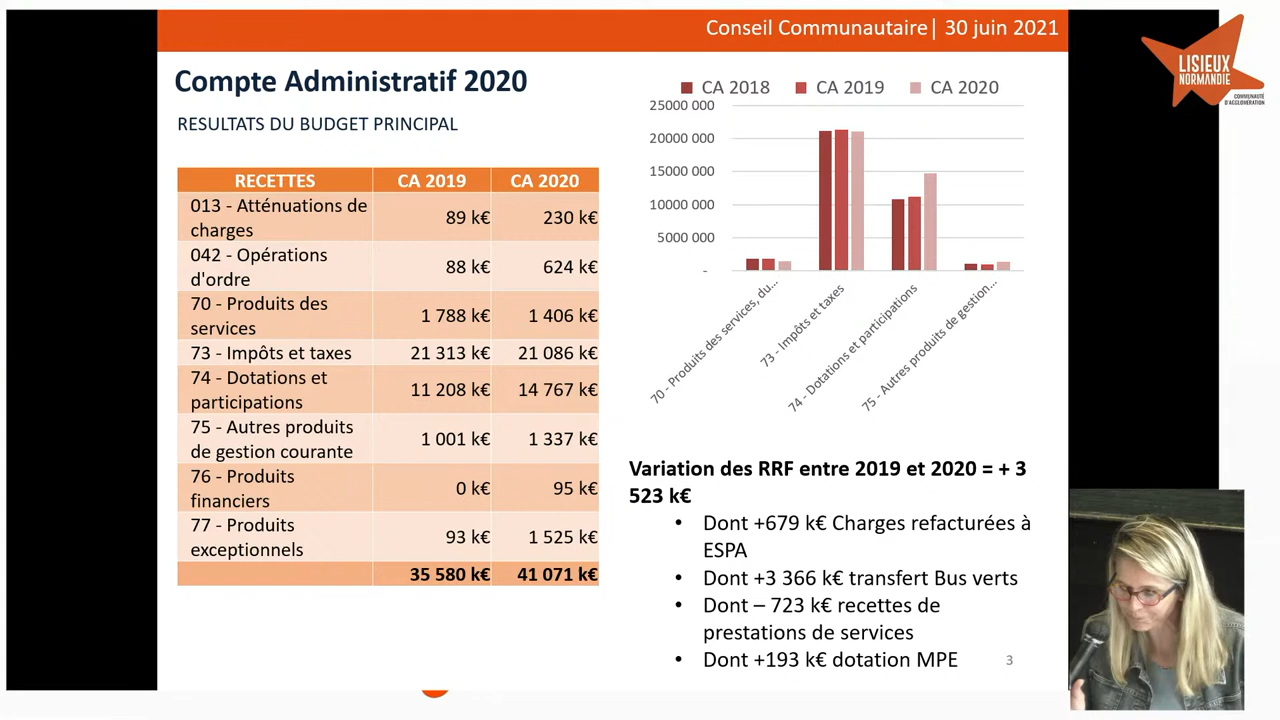 Conseil Communautaire| 30 juin 2021
LISIEUX
NORMANDIE
COMMUNAUTÉ
D'AGGLOMÉRATION
Compte Administratif 2020
RESULTATS DU BUDGET PRINCIPAL
RECETTES CA 2019 CA 2020
013 - Atténuations de
charges 89 k€ 230 k€
042 - Opérations
d'ordre 88 k€ 624 k€
70 - Produits des
services 1 788 k€ 1 406 k€
73 - Impôts et taxes 21 313 k€ 21 086 k€
74 - Dotations et
participations 11 208 k€ 14 767 k€
75 - Autres produits
de gestion courante 1 001 k€ 1 337 k€
76 - Produits
financiers 0 k€ 95 k€
77 - Produits
exceptionnels 93 k€ 1 525 k€
35 580 k€ 41 071 k€
CA 2018 CA 2019 CA 2020
25000 000
20000 000
15000 000
10000 000
5000 000
-
70 - Produits des services, du...
73 - Impôts et taxes
74 - Dotations et participations
75 - Autres produits de gestion...
Variation des RRF entre 2019 et 2020 = + 3
523 k€
• Dont +679 k€ Charges refacturées à
ESPA
• Dont +3 366 k€ transfert Bus verts
• Dont – 723 k€ recettes de
prestations de services
• Dont +193 k€ dotation MPE
3